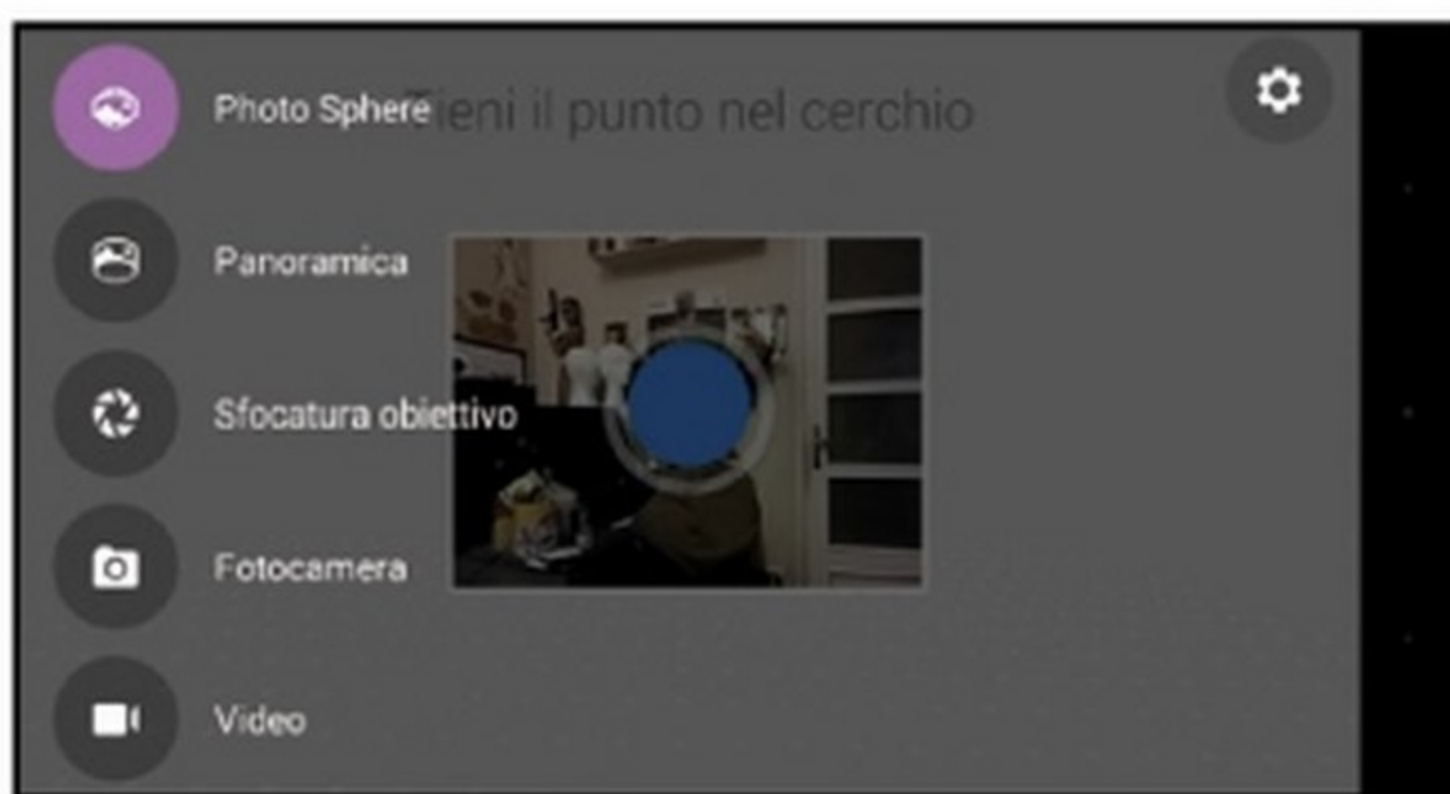 Photo Sphere
Tieni il punto nel cerchio
Panoramica
Sfocatura obiettivo
Fotocamera
Video